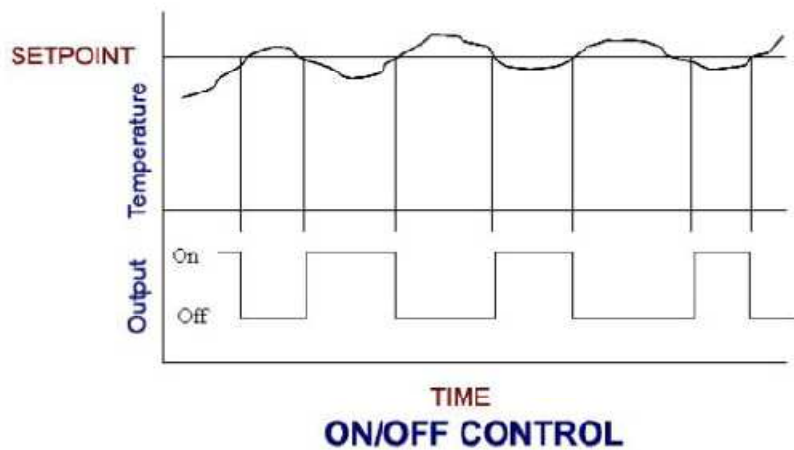 SETPOINT
Temperature
On
Output
Off
TIME
ON/OFF CONTROL